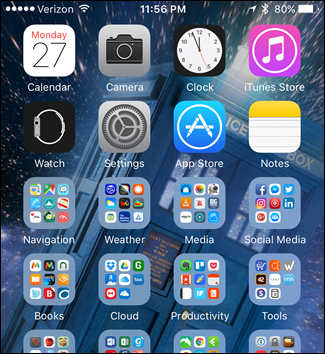 Verizon 11:56 PM 80%
Monday
27
Calendar Camera Clock iTunes Store
Watch Settings App Store Notes
Navigation Weather Media Social Media
Books Cloud Productivity Tools